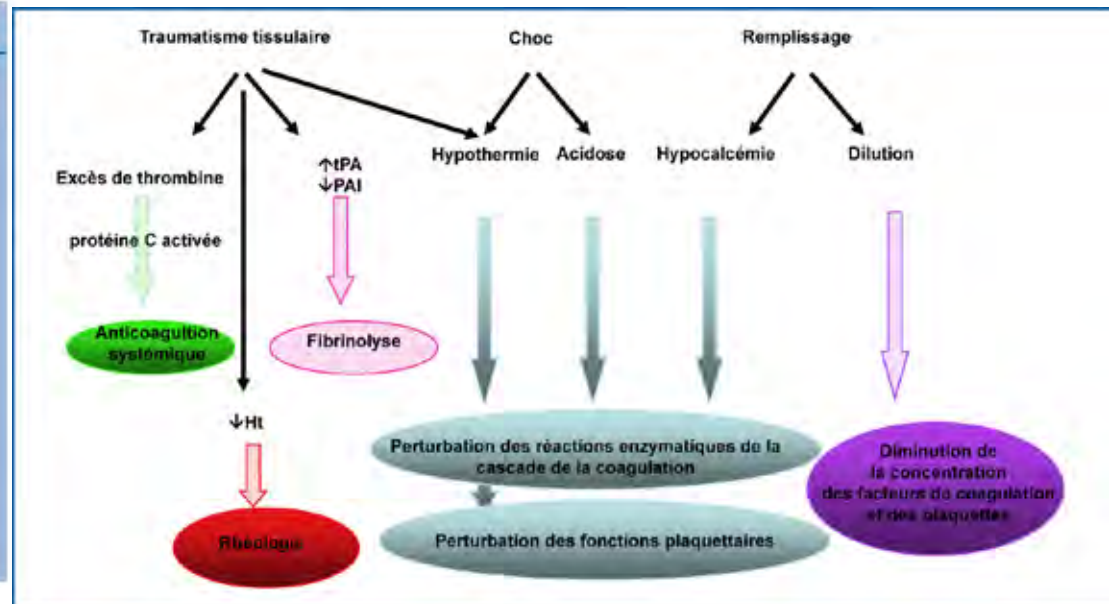 Traumatisme tissulaire
Choc
Remplissage
Hypothermie
Acidose
Hypocalcémie
Dilution
Excès de thrombine
↑tPA
↓PAI
protéine C activée
Anticoagultion
systémique
Fibrinolyse
↓Ht
Perturbation des réactions enzymatiques de la
cascade de la coagulation
Diminution de
la concentration
des facteurs de coagulation
et des plaquettes
Rhéologie
Perturbation des fonctions plaquettaires